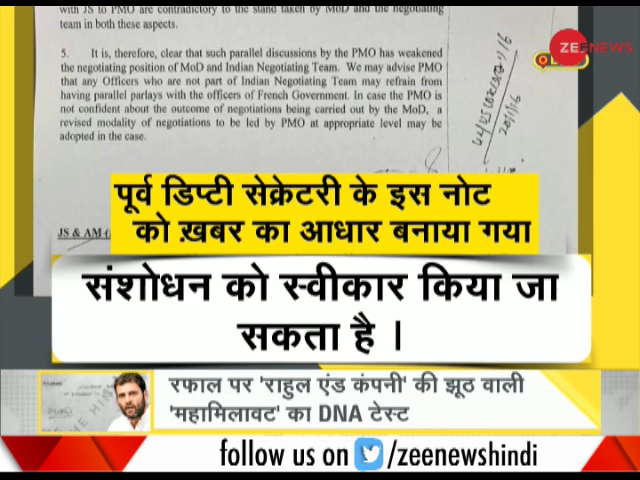 with JS to PMO are contradictory to the stand taken by MoD and the negotiating
team in both these aspects.
5. It is, therefore, clear that such parallel discussions by the PMO has weakened
the negotiating position of MoD and Indian Negotiating Team. We may advise PMO
that any Officers who are not part of Indian Negotiating Team may refrain from
having parallel parlays with the officers of French Government. In case the PMO is
not confident about the outcome of negotiations being carried out by the MoD, a
revised modality of negotiations to be led by PMO at appropriate level may be
adopted in the case.
ZEE NEWS
पूर्व डिप्टी सेक्रेटरी के इस नोट
को ख़बर का आधार बनाया गया
JS & AM
संशोधन को स्वीकार किया जा
सकता है ।
रफाल पर 'राहुल एंड कंपनी' की झूठ वाली
'महामिलावट' का DNA टेस्ट
follow us on /zeenewshindi